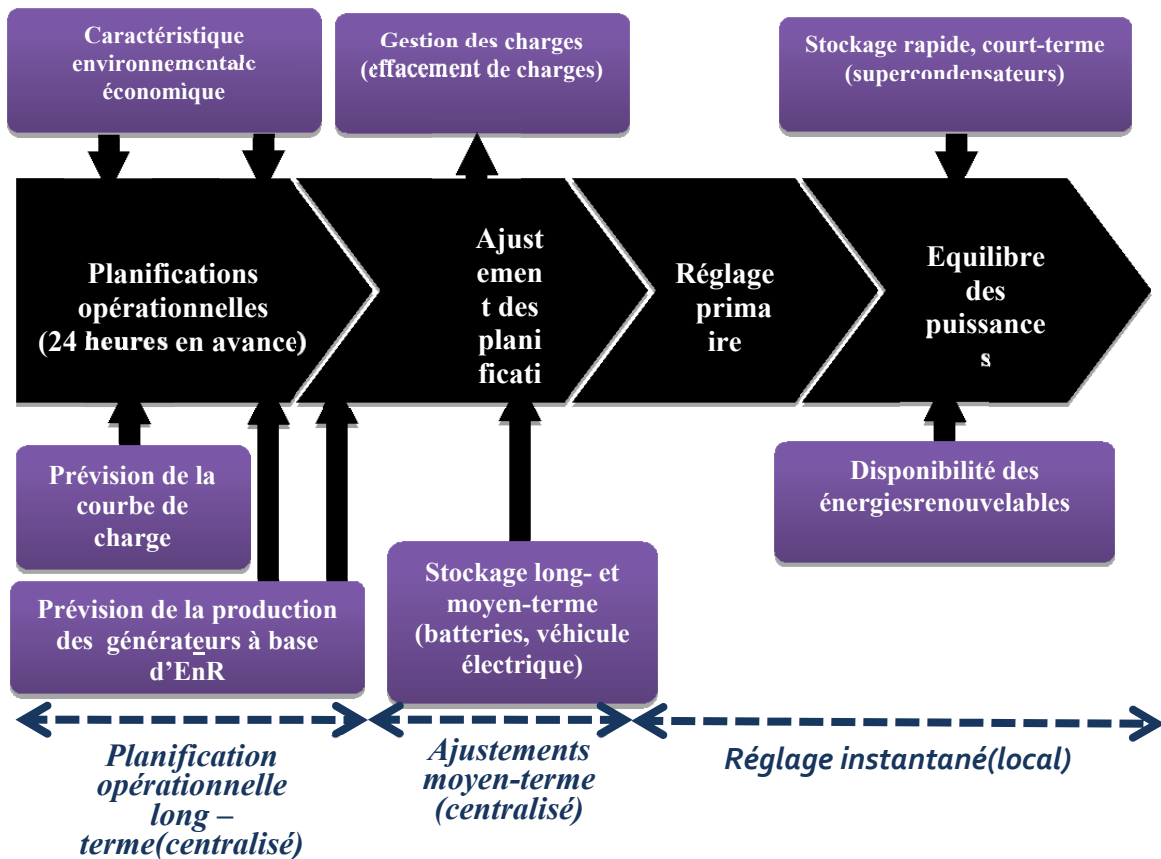 Caractéristique
environnementale
économique
Gestion des charges
(effacement de charges)
Stockage rapide, court-terme
(supercondensateurs)
Planifications
opérationnelles
(24 heures en avance)
Ajust
emen
t des
plani
ficati
Réglage
prima
ire
Equilibre
des
puissance
s
Prévision de la
courbe de
charge
Prévision de la production
des générateurs à base
d’EnR
Stockage long- et
moyen-terme
(batteries, véhicule
électrique)
Disponibilité des
énergiesrenouvelables
Planification
opérationnelle
long –
terme(centralisé)
Ajustements
moyen-terme
(centralisé)
Réglage instantané(local)